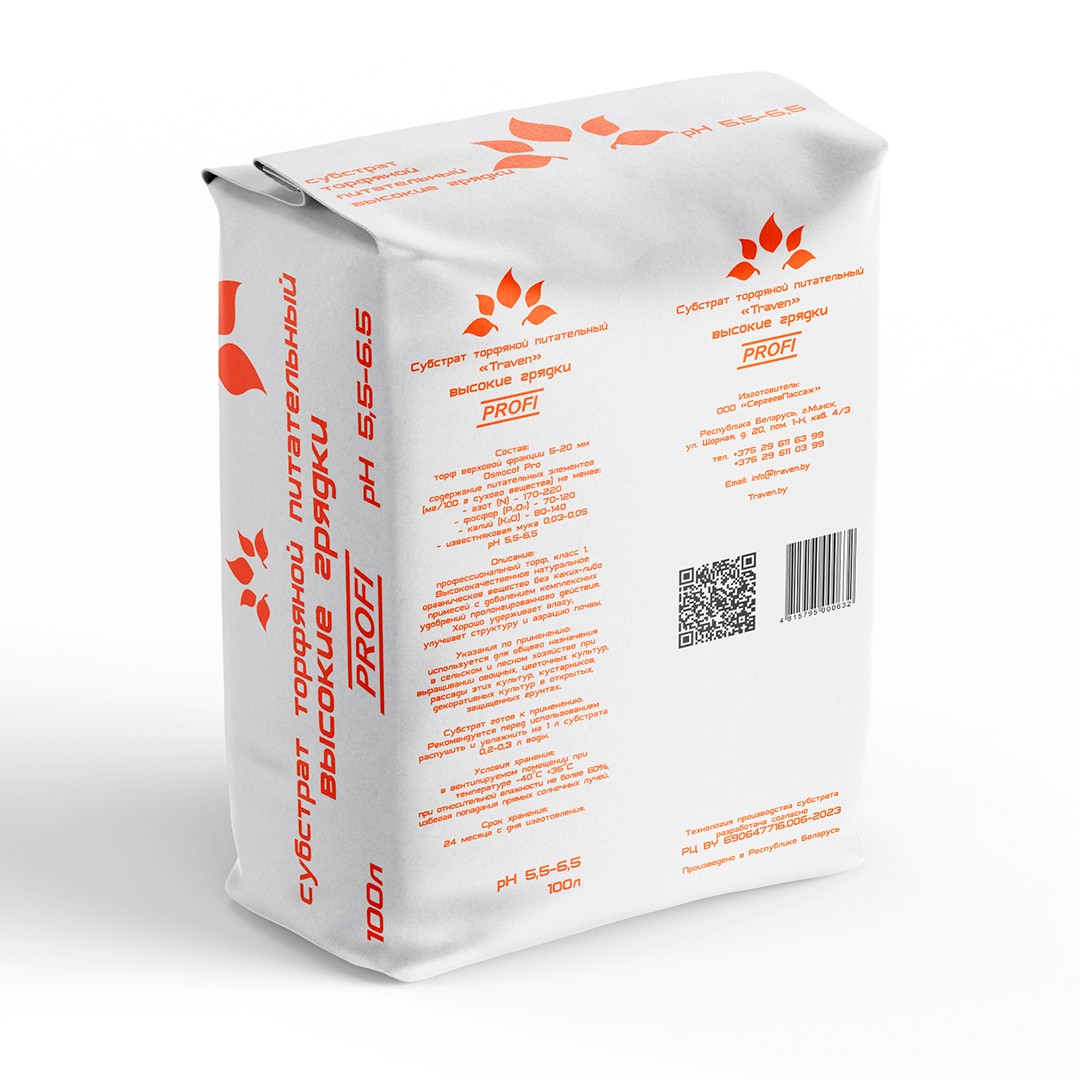 субстрат
торфяной
питательный
высокие грядки
pH 5,5-6,5
субстрат торфяной питательный
высокие грядки
PROFI
pH 5,5-6.5
100л
Субстрат торфяной питательный
«Traven»
высокие грядки
PROFI
Состав:
торф верховой фракции 5-20 мм
Osmocot Pro
содержание питательных элементов
(мг/100 г сухого вещества) не менее:
- азот (N) - 170-220
- фосфор (P₂O₅) - 70-120
- калий (K₂O) - 80-140
- известняковая мука 0,03-0,05
pH 5,5-6,5
Описание:
профессиональный торф, класс 1.
Высококачественное натуральное
органическое вещество без каких-либо
примесей с добавлением комплексных
удобрений пролонгированного действия.
Хорошо удерживает влагу,
улучшает структуру и аэрацию почвы.
Указания по применению:
используется для общего назначения
в сельском и лесном хозяйстве при
выращивании овощных, цветочных культур,
рассады этих культур, кустарников,
декоративных культур в открытых,
защищенных грунтах.
Субстрат готов к применению.
Рекомендуется перед использованием
распушить и увлажнить на 1 л субстрата
0,2-0,3 л воды.
Условия хранения:
в вентилируемом помещении при
температуре -40°C +35°C
при относительной влажности не более 60%,
избегая попадания прямых солнечных лучей.
Срок хранения:
24 месяца с дня изготовления.
pH 5,5-6,5
100л
Субстрат торфяной питательный
«Traven»
высокие грядки
PROFI
Изготовитель:
ООО «СергеевПассаж»
Республика Беларусь, г.Минск,
ул. Шорная, д. 20, пом. 1-Н, каб. 4/3
тел. +375 29 611 63 99
+375 29 611 03 99
Email: info@traven.by
Traven.by
4 815795 000632
Технология производства субстрата
разработана согласно
РЦ BY 690647716.006-2023
Произведено в Республике Беларусь